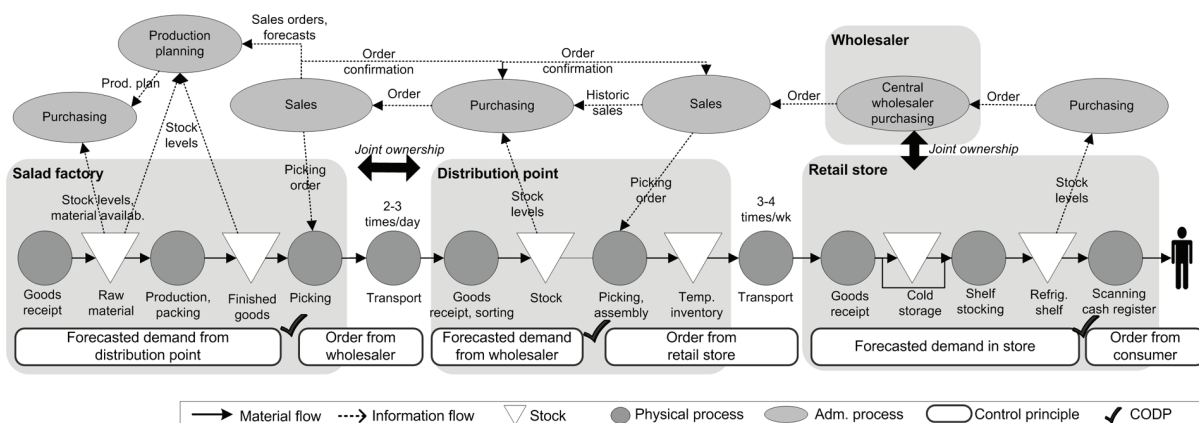 Sales orders,
forecasts
Production
planning
Order
confirmation
Order
confirmation
Wholesaler
Prod. plan
Purchasing
Sales
Order
Purchasing
Historic
sales
Sales
Order
Central
wholesaler
purchasing
Order
Purchasing
Stock
levels
Joint ownership
Joint ownership
Salad factory
Picking
order
Distribution point
Retail store
Stock levels,
material availab.
2-3
times/day
Stock
levels
Picking
order
3-4
times/wk
Stock
levels
Goods
receipt
Raw
material
Production,
packing
Finished
goods
Picking
Transport
Goods
receipt, sorting
Stock
Picking,
assembly
Temp.
inventory
Transport
Goods
receipt
Cold
storage
Shelf
stocking
Refrig.
shelf
Scanning
cash register
Forecasted demand from
distribution point
Order from
wholesaler
Forecasted demand
from wholesaler
Order from
retail store
Forecasted demand in store
Order from
consumer
Material flow
Information flow
Stock
Physical process
Adm. process
Control principle
CODP